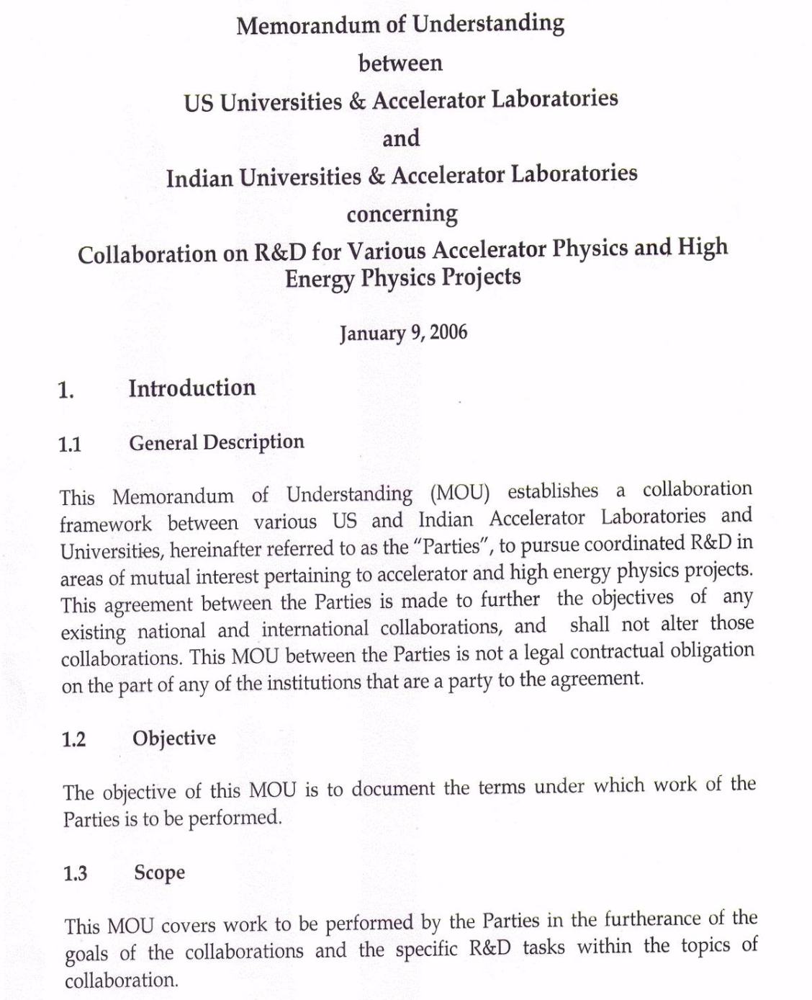 Memorandum of Understanding
between
US Universities & Accelerator Laboratories
and
Indian Universities & Accelerator Laboratories
concerning
Collaboration on R&D for Various Accelerator Physics and High
Energy Physics Projects
January 9, 2006
1. Introduction
1.1 General Description
This Memorandum of Understanding (MOU) establishes a collaboration
framework between various US and Indian Accelerator Laboratories and
Universities, hereinafter referred to as the “Parties”, to pursue coordinated R&D in
areas of mutual interest pertaining to accelerator and high energy physics projects.
This agreement between the Parties is made to further the objectives of any
existing national and international collaborations, and shall not alter those
collaborations. This MOU between the Parties is not a legal contractual obligation
on the part of any of the institutions that are a party to the agreement.
1.2 Objective
The objective of this MOU is to document the terms under which work of the
Parties is to be performed.
1.3 Scope
This MOU covers work to be performed by the Parties in the furtherance of the
goals of the collaborations and the specific R&D tasks within the topics of
collaboration.